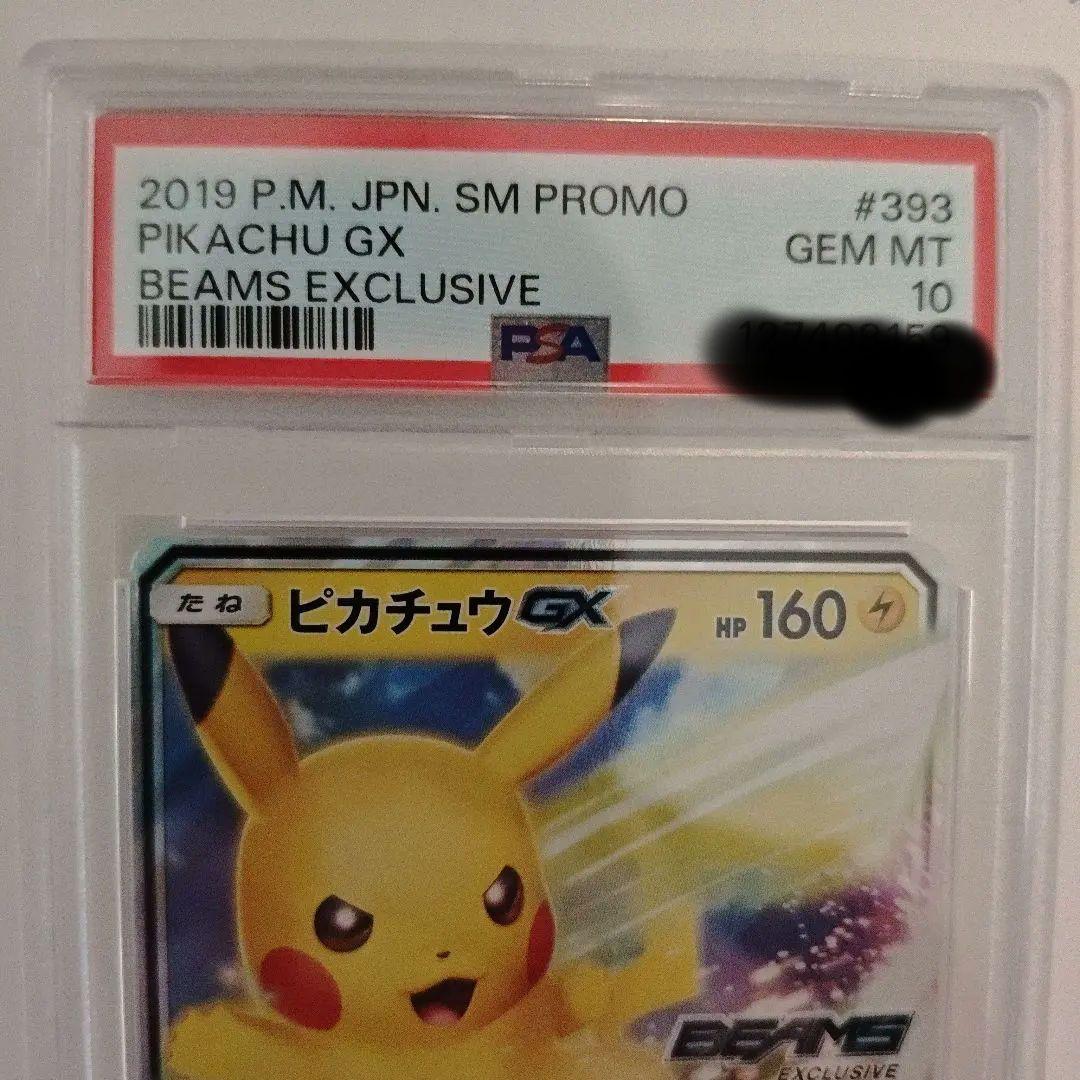 2019 P.M. JPN. SM PROMO #393
PIKACHU GX GEM MT
BEAMS EXCLUSIVE 10
PSA
たね ピカチュウGX HP 160
BEAMS
EXCLUSIVE